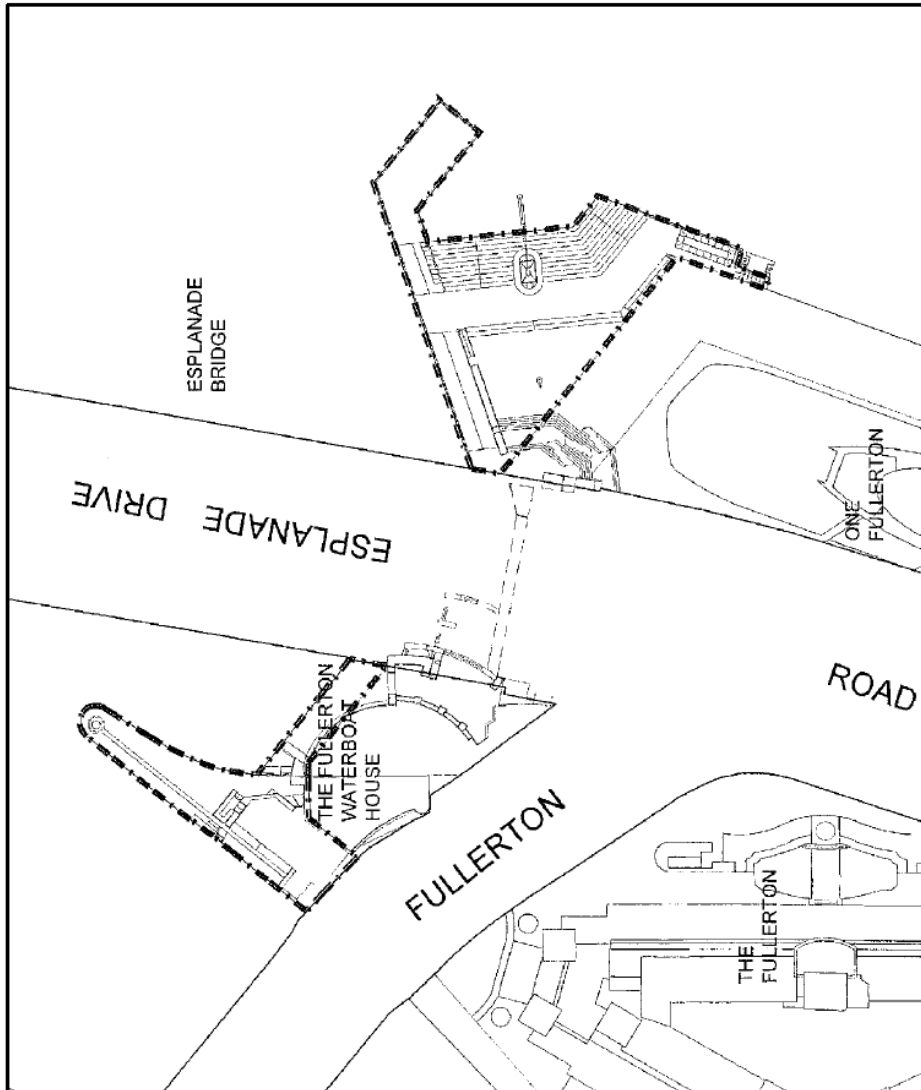 ESPLANADE
BRIDGE
ESPLANADE DRIVE
ONE
FULLERTON
THE FULLERTON
WATERBOAT
HOUSE
FULLERTON
ROAD
THE
FULLERTON